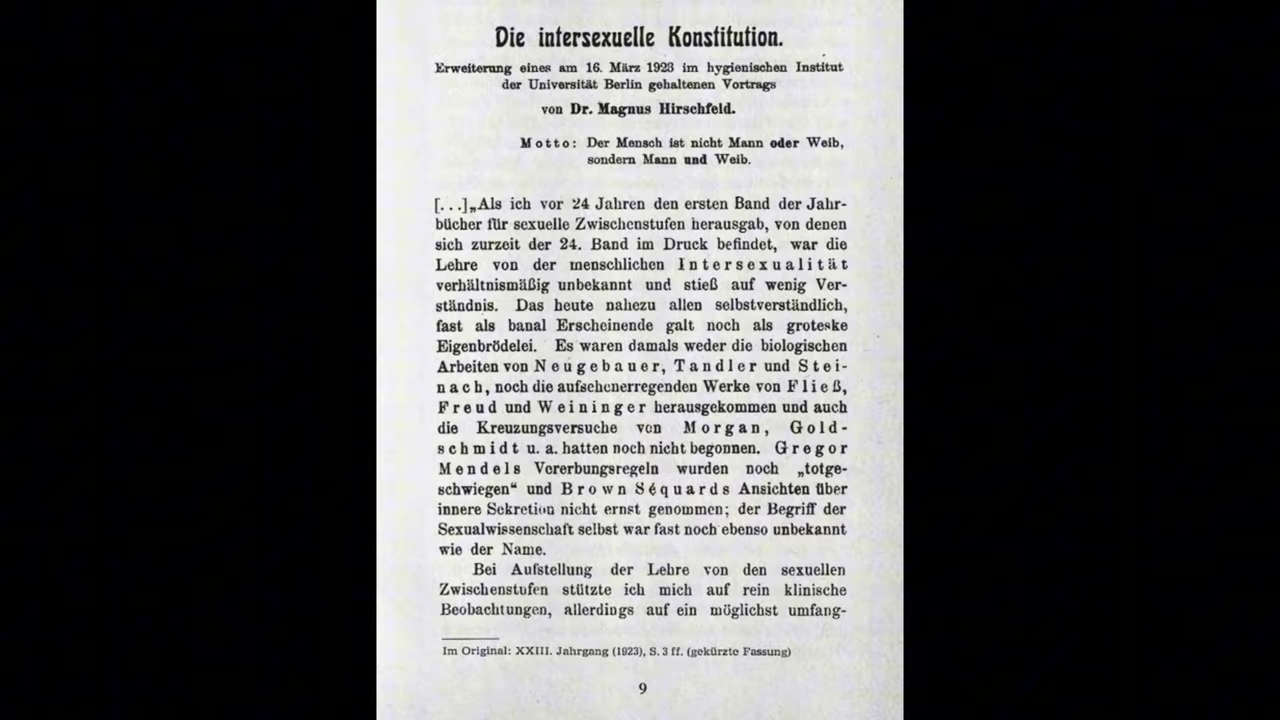 Die intersexuelle Konstitution.
Erweiterung eines am 16. März 1923 im hygienischen Institut
der Universität Berlin gehaltenen Vortrags
von Dr. Magnus Hirschfeld.
Motto: Der Mensch ist nicht Mann oder Weib,
sondern Mann und Weib.
[...]„Als ich vor 24 Jahren den ersten Band der Jahr-
bücher für sexuelle Zwischenstufen herausgab, von denen
sich zurzeit der 24. Band im Druck befindet, war die
Lehre von der menschlichen Intersexualität
verhältnismäßig unbekannt und stieß auf wenig Ver-
ständnis. Das heute nahezu allen selbstverständlich,
fast als banal Erscheinende galt noch als groteske
Eigenbrödelei. Es waren damals weder die biologischen
Arbeiten von Neugebauer, Tandler und Stei-
nach, noch die aufsehenerregenden Werke von Fließ,
Freud und Weininger herausgekommen und auch
die Kreuzungsversuche von Morgan, Gold-
schmidt u. a. hatten noch nicht begonnen. Gregor
Mendels Vererbungsregeln wurden noch „totge-
schwiegen“ und Brown Séquards Ansichten über
innere Sekretion nicht ernst genommen; der Begriff der
Sexualwissenschaft selbst war fast noch ebenso unbekannt
wie der Name.
Bei Aufstellung der Lehre von den sexuellen
Zwischenstufen stützte ich mich auf rein klinische
Beobachtungen, allerdings auf ein möglichst umfang-
Im Original: XXIII. Jahrgang (1923), S. 3 ff. (gekürzte Fassung)
9